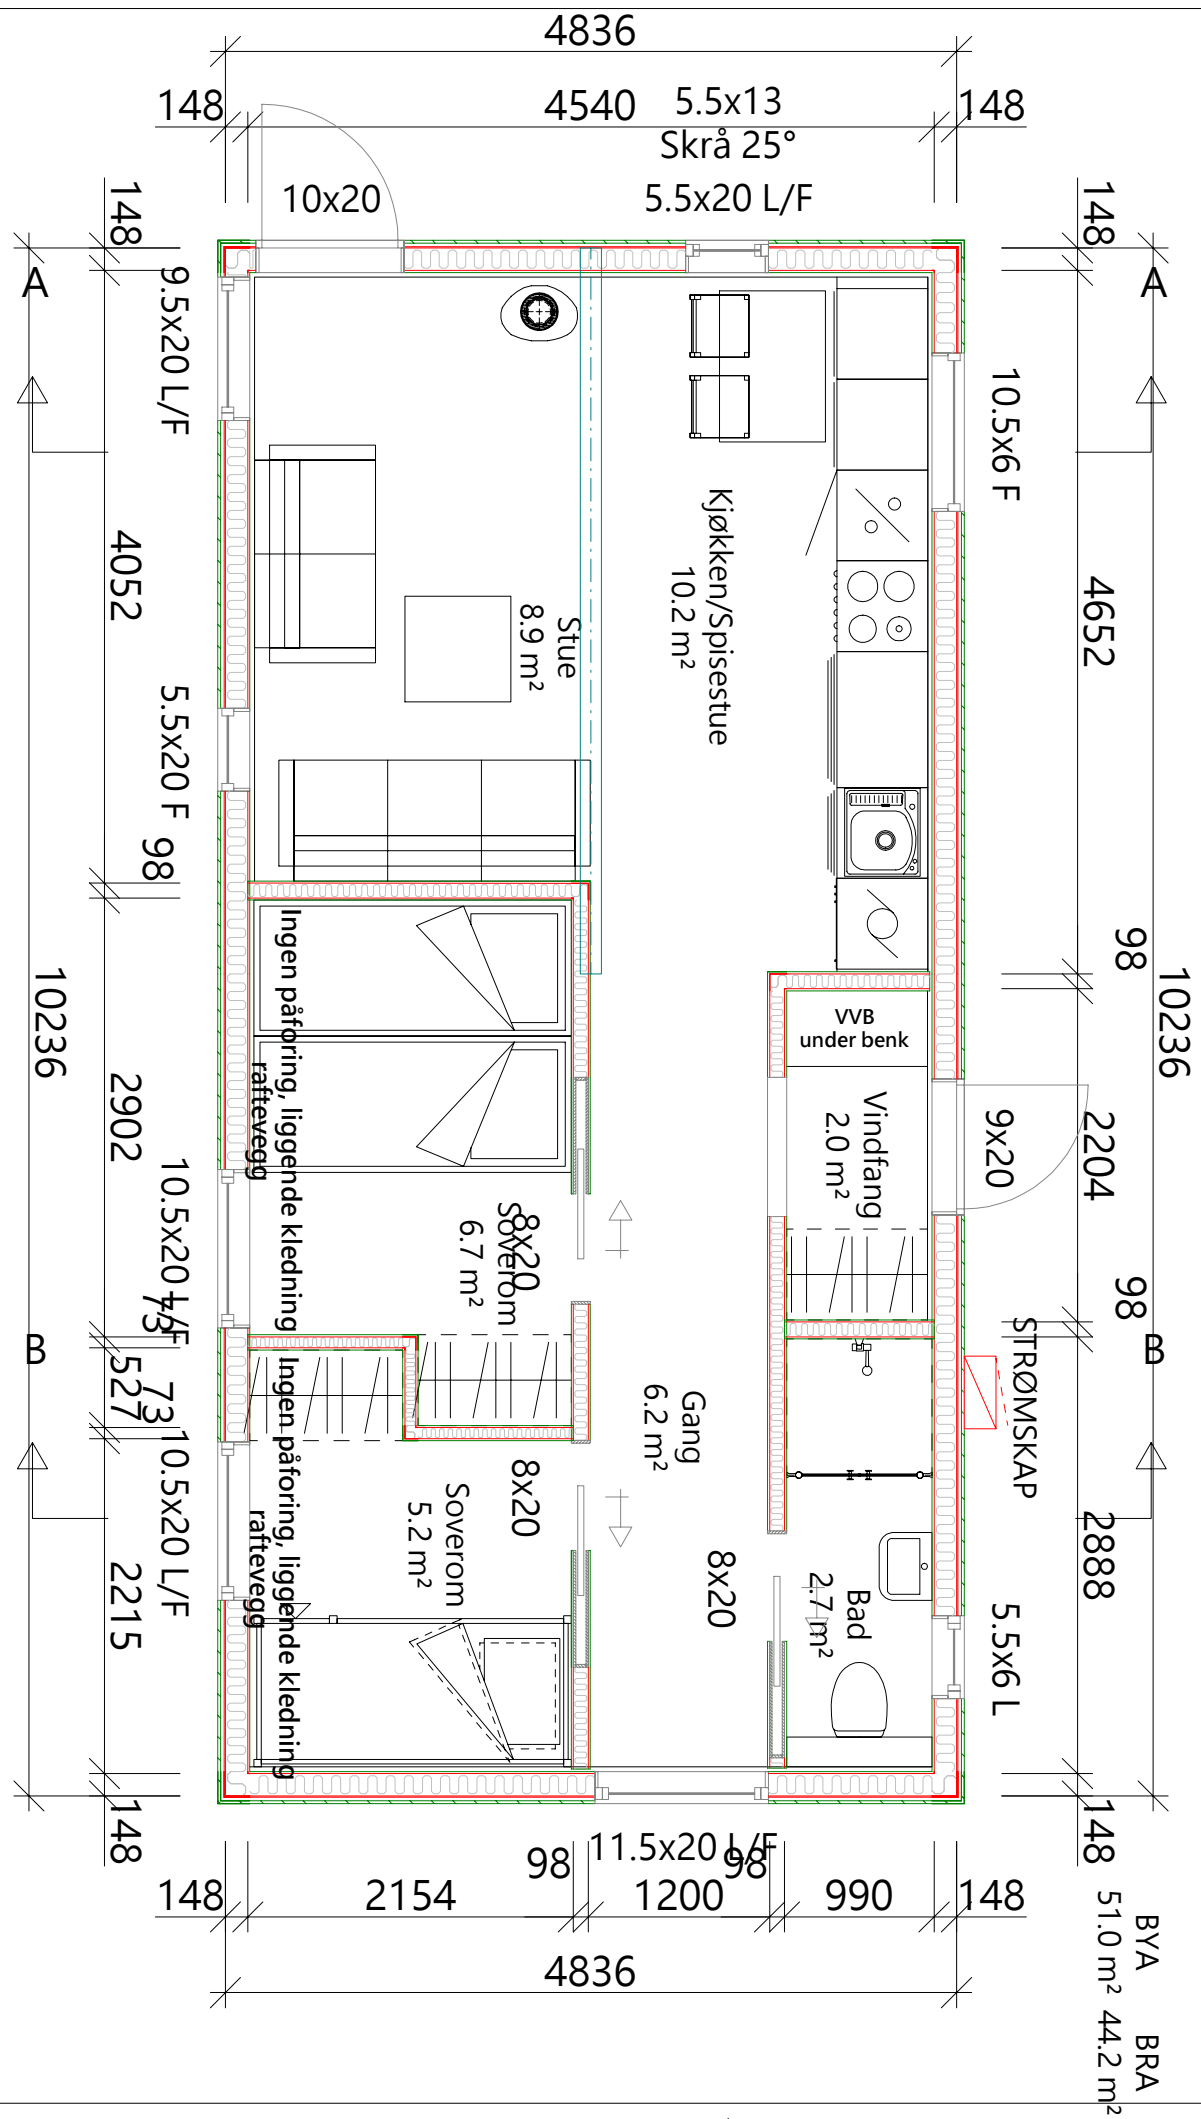 4836
148
4540
5.5x13
148
Skrå 25°
10x20
5.5x20 L/F
148
148
A
A
9.5x20 L/F
10.5x6 F
4052
4652
Kjøkken/Spisestue
10.2 m²
Stue
8.9 m²
5.5x20 F
98
98
10236
10236
VVB
under benk
Ingen påforing, liggende kledning
raftevegg
2902
Vindfang
2.0 m²
9x20
2204
10.5x20 L/F
8x20
Soverom
6.7 m²
73
98
B
B
STRØMSKAP
527
73
Ingen påforing, liggende kledning
raftevegg
Gang
6.2 m²
10.5x20 L/F
8x20
Soverom
5.2 m²
8x20
2888
2215
Bad
2.7 m²
5.5x6 L
148
148
11.5x20 L/F
98
98
148
2154
1200
990
148
4836
BYA
51.0 m²
BRA
44.2 m²